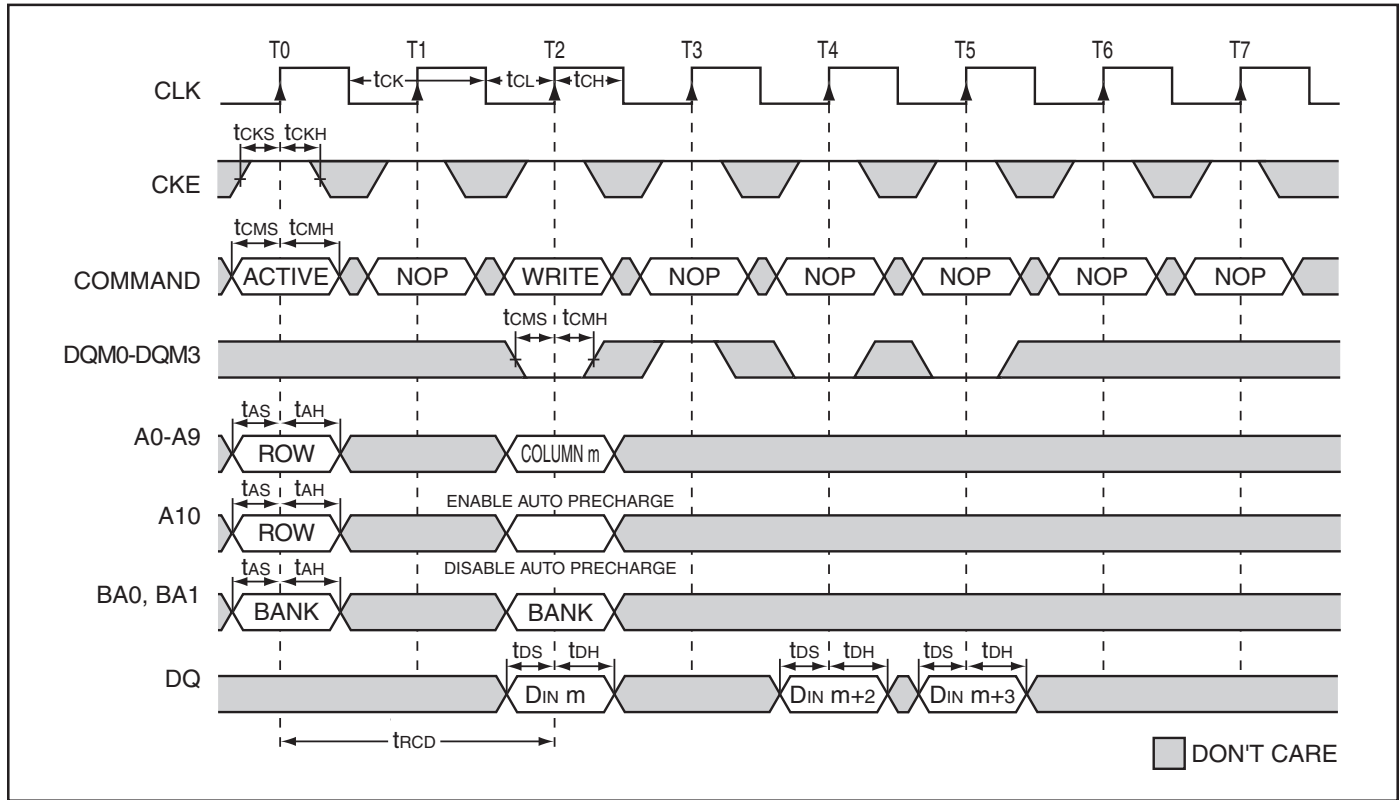 T0 T1 T2 T3 T4 T5 T6 T7
CLK tCK tCL tCH
tCKS tCKH
CKE
tCMS tCMH
COMMAND ACTIVE NOP WRITE NOP NOP NOP NOP NOP
tCMS tCMH
DQM0-DQM3
tAS tAH
A0-A9 ROW COLUMN m
tAS tAH ENABLE AUTO PRECHARGE
A10 ROW
tAS tAH DISABLE AUTO PRECHARGE
BA0, BA1 BANK BANK
tDS tDH tDS tDH tDS tDH
DQ DIN m DIN m+2 DIN m+3
tRCD
DON'T CARE